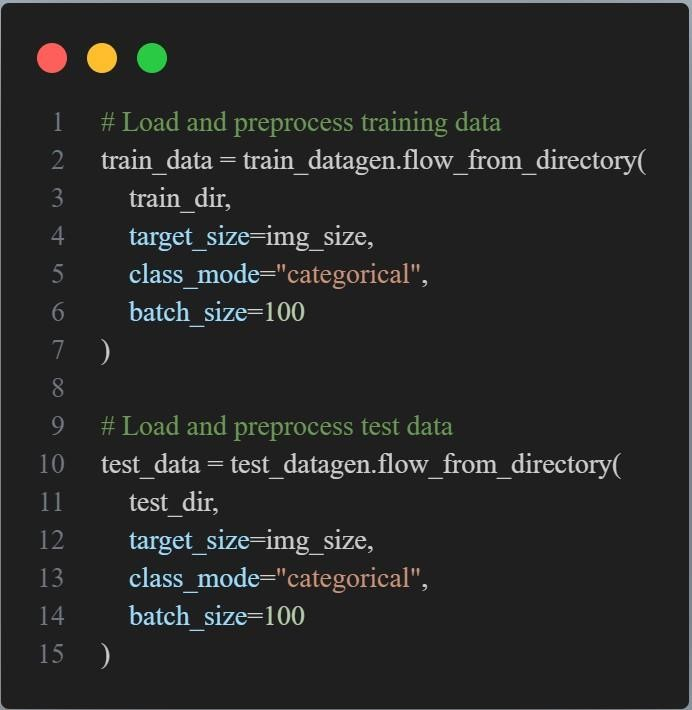 1 # Load and preprocess training data
2 train_data = train_datagen.flow_from_directory(
3     train_dir,
4     target_size=img_size,
5     class_mode="categorical",
6     batch_size=100
7 )
8
9 # Load and preprocess test data
10 test_data = test_datagen.flow_from_directory(
11     test_dir,
12     target_size=img_size,
13     class_mode="categorical",
14     batch_size=100
15 )